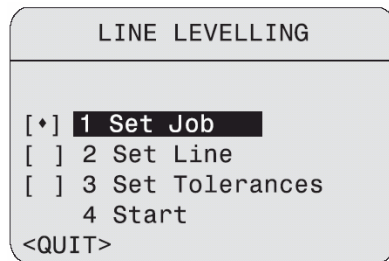 LINE LEVELLING
[♦] 1 Set Job
[ ] 2 Set Line
[ ] 3 Set Tolerances
4 Start
<QUIT>